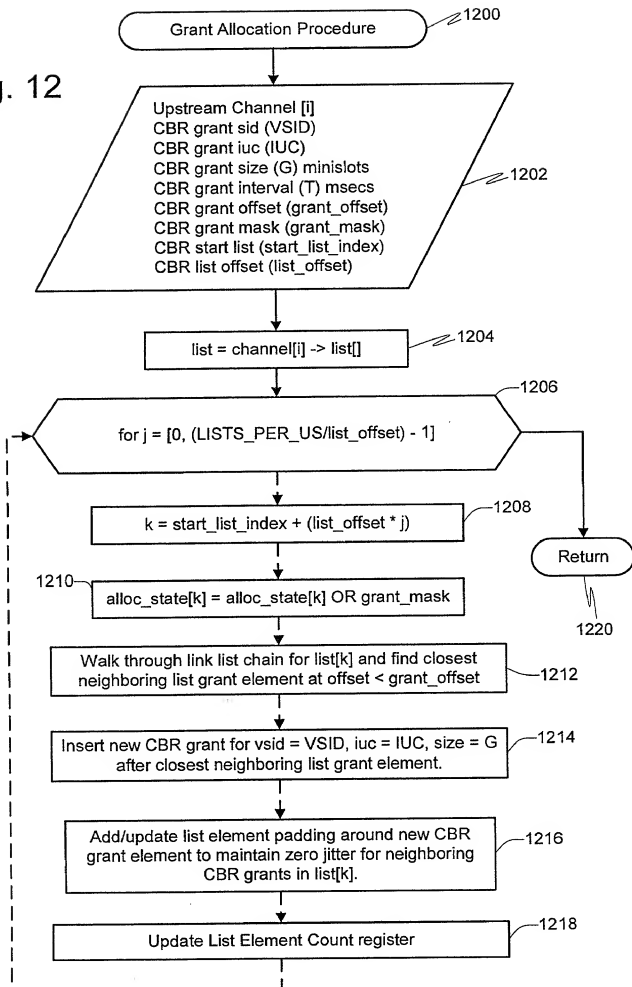 Grant Allocation Procedure
1200
g. 12
Upstream Channel [i]
CBR grant sid (VSID)
CBR grant iuc (IUC)
CBR grant size (G) minislots
CBR grant interval (T) msecs
CBR grant offset (grant_offset)
CBR grant mask (grant_mask)
CBR start list (start_list_index)
CBR list offset (list_offset)
1202
list = channel[i] -> list[]
1204
1206
for j = [0, (LISTS_PER_US/list_offset) - 1]
k = start_list_index + (list_offset * j)
1208
Return
1220
1210
alloc_state[k] = alloc_state[k] OR grant_mask
Walk through link list chain for list[k] and find closest
neighboring list grant element at offset < grant_offset
1212
Insert new CBR grant for vsid = VSID, iuc = IUC, size = G
after closest neighboring list grant element.
1214
Add/update list element padding around new CBR
grant element to maintain zero jitter for neighboring
CBR grants in list[k].
1216
Update List Element Count register
1218